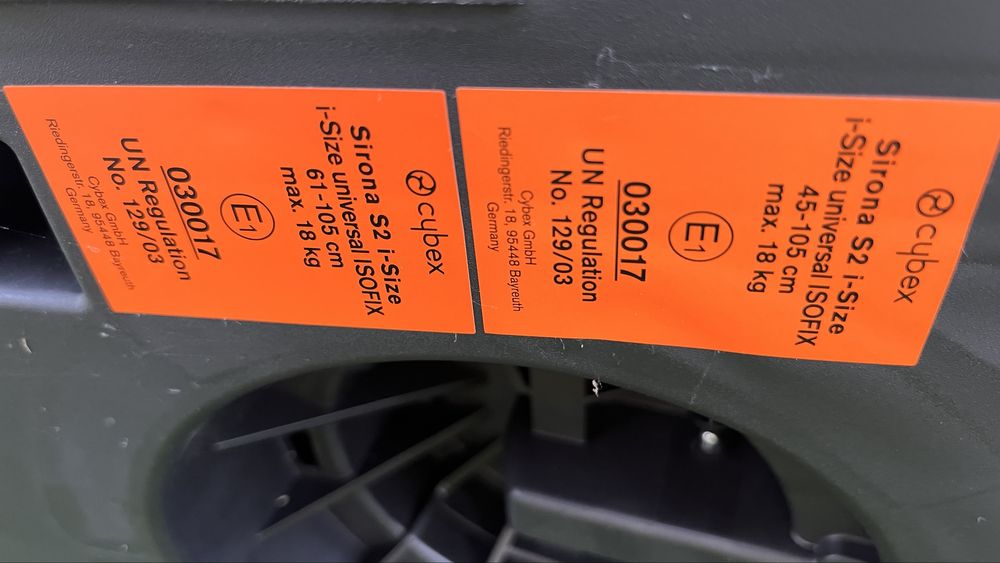 cybex
Sirona S2 i-Size
i-Size universal ISOFIX
61-105 cm
max. 18 kg
E1
030017
UN Regulation
No. 129/03
Cybex GmbH
Riedingerstr. 18, 95448 Bayreuth
Germany
cybex
Sirona S2 i-Size
i-Size universal ISOFIX
45-105 cm
max. 18 kg
E1
030017
UN Regulation
No. 129/03
Cybex GmbH
Riedingerstr. 18, 95448 Bayreuth
Germany